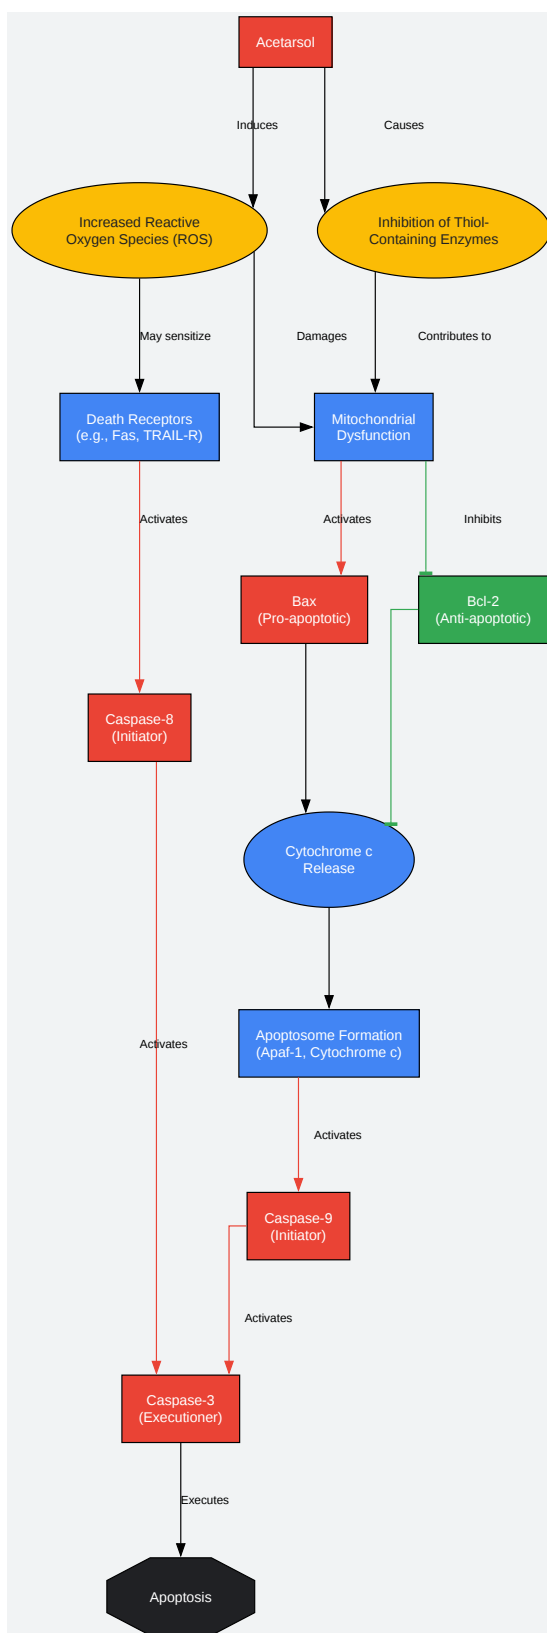 Acetarsol
Induces
Causes
Increased Reactive
Oxygen Species (ROS)
Inhibition of Thiol-
Containing Enzymes
May sensitize
Damages
Contributes to
Death Receptors
(e.g., Fas, TRAIL-R)
Mitochondrial
Dysfunction
Activates
Activates
Inhibits
Bax
(Pro-apoptotic)
Bcl-2
(Anti-apoptotic)
Caspase-8
(Initiator)
Cytochrome c
Release
Apoptosome Formation
(Apaf-1, Cytochrome c)
Activates
Activates
Caspase-9
(Initiator)
Activates
Caspase-3
(Executioner)
Executes
Apoptosis